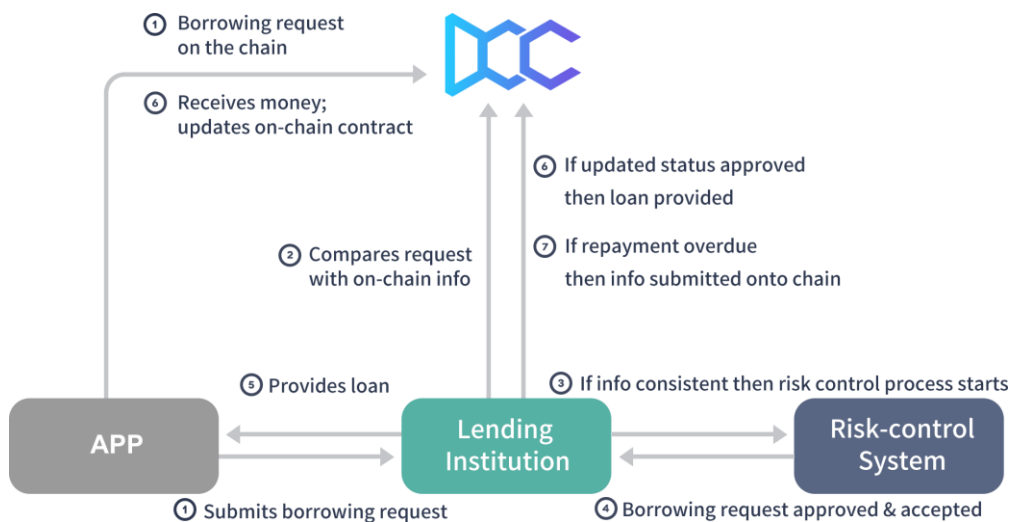 ① Borrowing request
on the chain
DCC
⑥ Receives money;
updates on-chain contract
⑥ If updated status approved
then loan provided
② Compares request
with on-chain info
⑦ If repayment overdue
then info submitted onto chain
⑤ Provides loan
③ If info consistent then risk control process starts
APP
Lending
Institution
Risk-control
System
① Submits borrowing request
④ Borrowing request approved & accepted